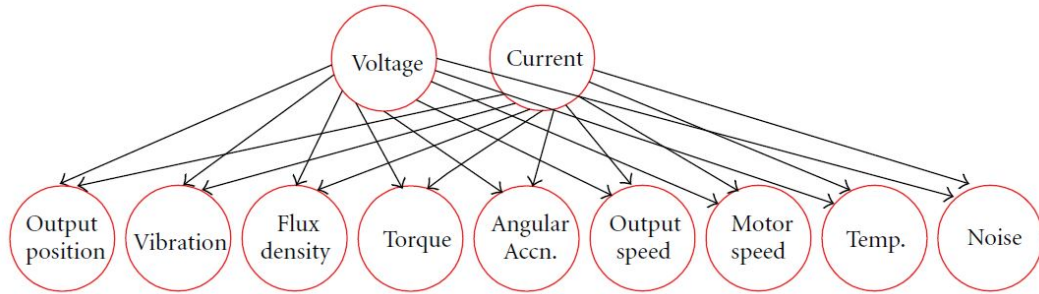 Voltage
Current
Output
position
Vibration
Flux
density
Torque
Angular
Accn.
Output
speed
Motor
speed
Temp.
Noise